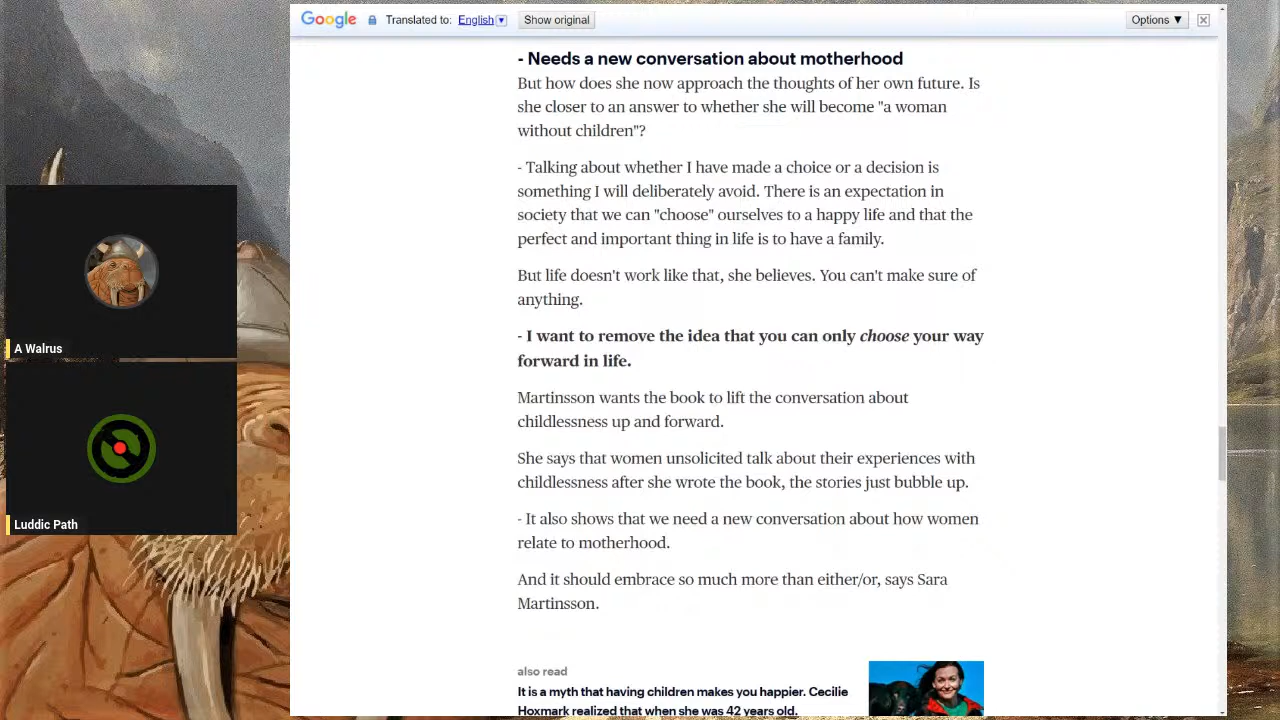 Google Translated to: English ▼ Show original Options ▼
- Needs a new conversation about motherhood
But how does she now approach the thoughts of her own future. Is
she closer to an answer to whether she will become "a woman
without children"?
- Talking about whether I have made a choice or a decision is
something I will deliberately avoid. There is an expectation in
society that we can "choose" ourselves to a happy life and that the
perfect and important thing in life is to have a family.
But life doesn't work like that, she believes. You can't make sure of
anything.
- I want to remove the idea that you can only choose your way
forward in life.
Martinsson wants the book to lift the conversation about
childlessness up and forward.
She says that women unsolicited talk about their experiences with
childlessness after she wrote the book, the stories just bubble up.
- It also shows that we need a new conversation about how women
relate to motherhood.
And it should embrace so much more than either/or, says Sara
Martinsson.
also read
It is a myth that having children makes you happier. Cecilie
Hoxmark realized that when she was 42 years old.
A Walrus
Luddic Path